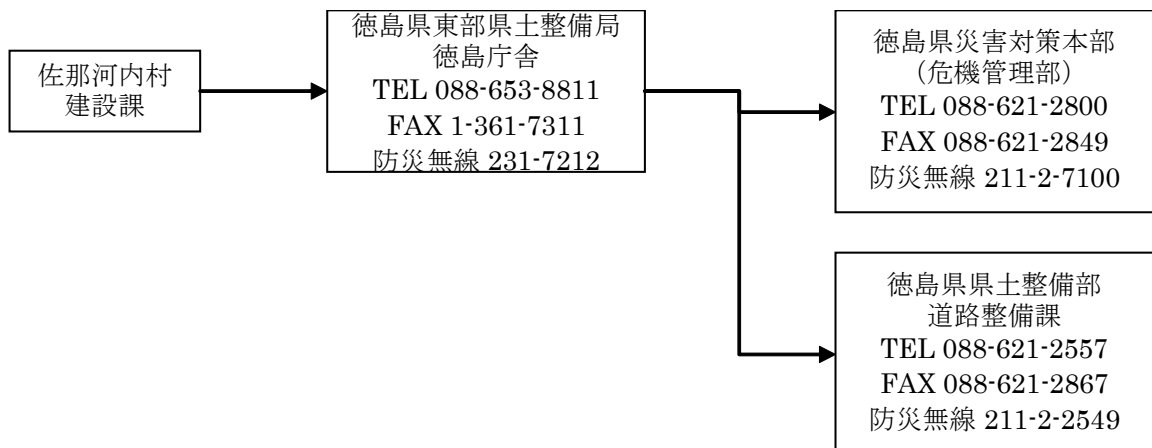 佐那河内村
建設課
徳島県東部県土整備局
徳島庁舎
TEL 088-653-8811
FAX 1-361-7311
防災無線 231-7212
徳島県災害対策本部
（危機管理部）
TEL 088-621-2800
FAX 088-621-2849
防災無線 211-2-7100
徳島県県土整備部
道路整備課
TEL 088-621-2557
FAX 088-621-2867
防災無線 211-2-2549